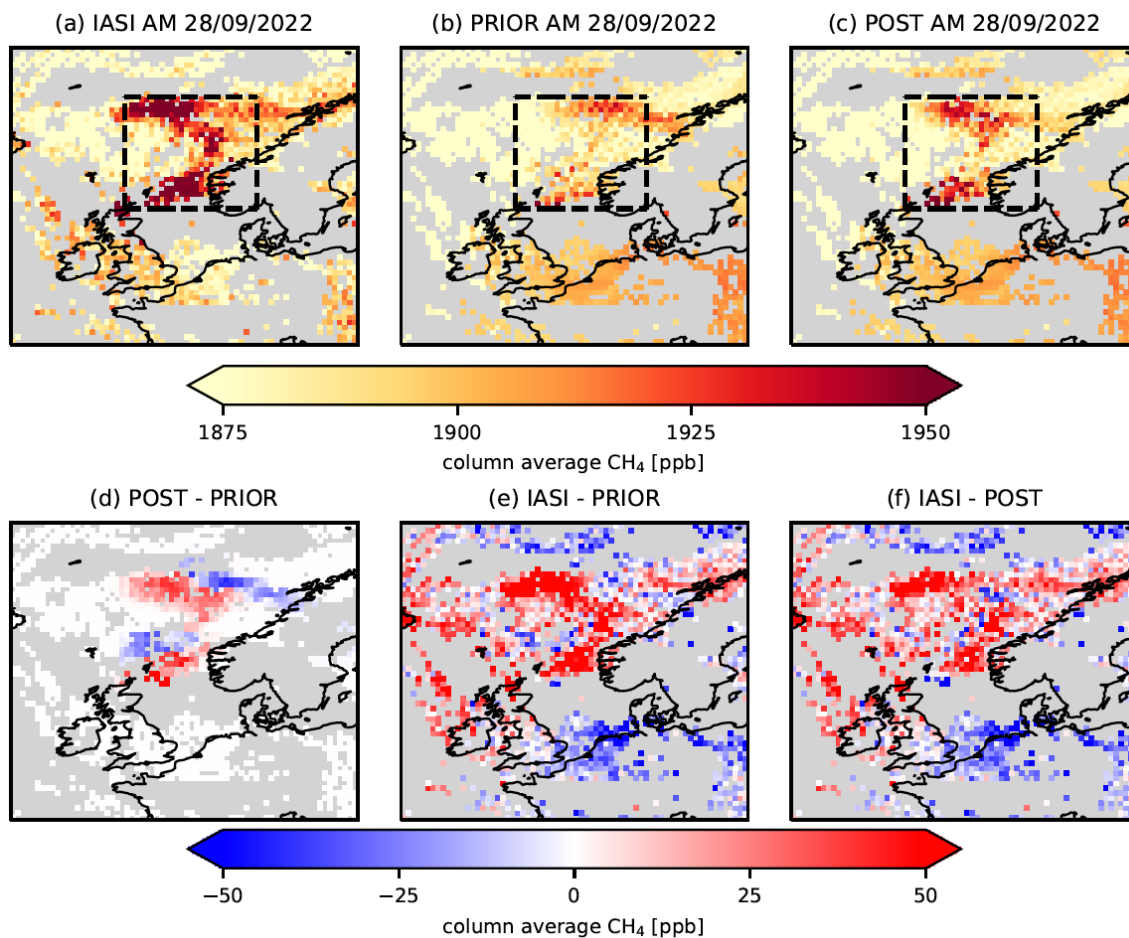 (a) IASI AM 28/09/2022 (b) PRIOR AM 28/09/2022 (c) POST AM 28/09/2022
1875 1900 1925 1950
column average CH₄ [ppb]
(d) POST - PRIOR (e) IASI - PRIOR (f) IASI - POST
−50 −25 0 25 50
column average CH₄ [ppb]